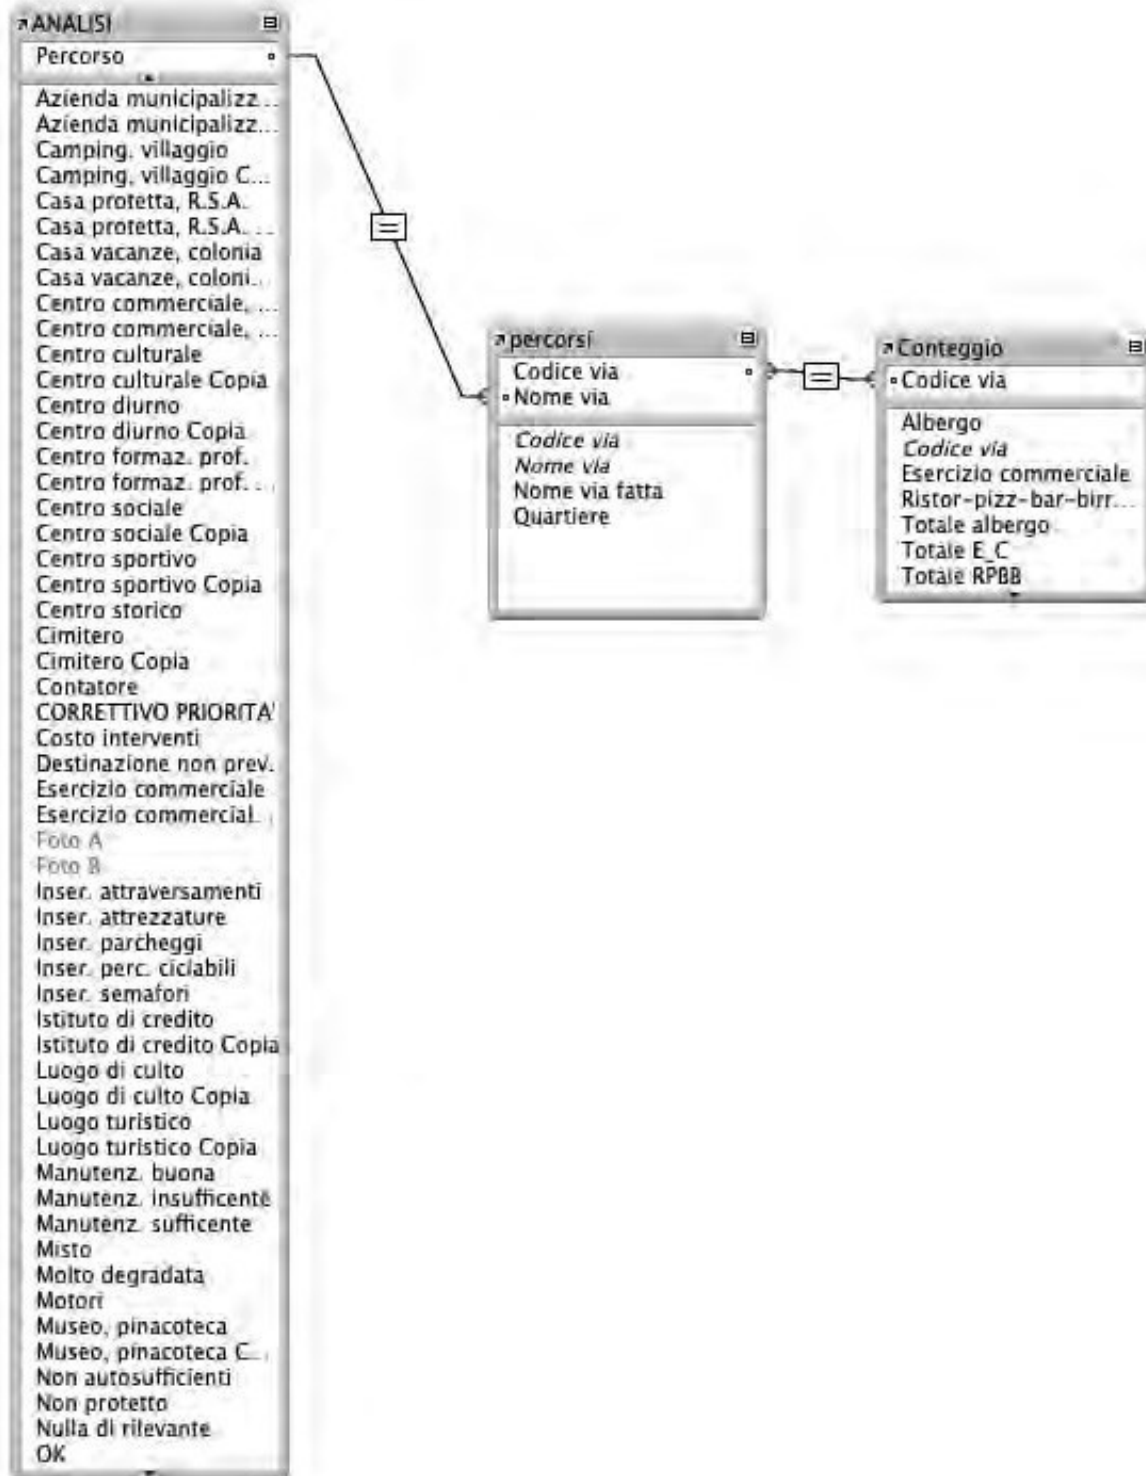 ANALISI
Percorso
Azienda municipalizz...
Azienda municipalizz...
Camping, villaggio
Camping, villaggio C...
Casa protetta, R.S.A.
Casa protetta, R.S.A. ...
Casa vacanze, colonia
Casa vacanze, coloni...
Centro commerciale, ...
Centro commerciale, ...
Centro culturale
Centro culturale Copia
Centro diurno
Centro diurno Copia
Centro formaz. prof.
Centro formaz. prof. ...
Centro sociale
Centro sociale Copia
Centro sportivo
Centro sportivo Copia
Centro storico
Cimitero
Cimitero Copia
Contatore
CORRETTIVO PRIORITA'
Costo interventi
Destinazione non prev.
Esercizio commerciale
Esercizio commercial...
Foto A
Foto B
Inser. attraversamenti
Inser. attrezzature
Inser. parcheggi
Inser. perc. ciclabili
Inser. semafori
Istituto di credito
Istituto di credito Copia
Luogo di culto
Luogo di culto Copia
Luogo turistico
Luogo turistico Copia
Manutenz. buona
Manutenz. insufficente
Manutenz. sufficente
Misto
Molto degradata
Motori
Museo, pinacoteca
Museo, pinacoteca C...
Non autosufficienti
Non protetto
Nulla di rilevante
OK
percorsi
Codice via
Nome via
Codice via
Nome via
Nome via fatta
Quartiere
Conteggio
Codice via
Albergo
Codice via
Esercizio commerciale
Ristor-pizz-bar-birr...
Totale albergo
Totale E_C
Totale RPBB